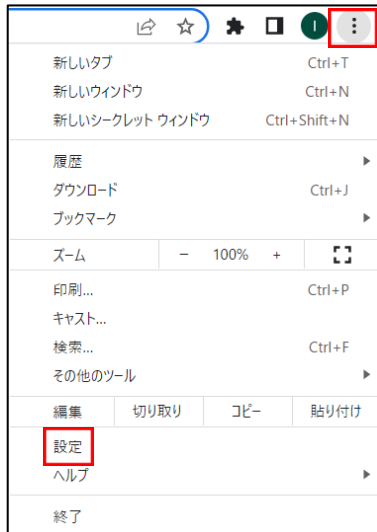 I
新しいタブ Ctrl+T
新しいウィンドウ Ctrl+N
新しいシークレット ウィンドウ Ctrl+Shift+N
履歴
ダウンロード Ctrl+J
ブックマーク
ズーム － 100% +
印刷... Ctrl+P
キャスト...
検索... Ctrl+F
その他のツール
編集 切り取り コピー 貼り付け
設定
ヘルプ
終了